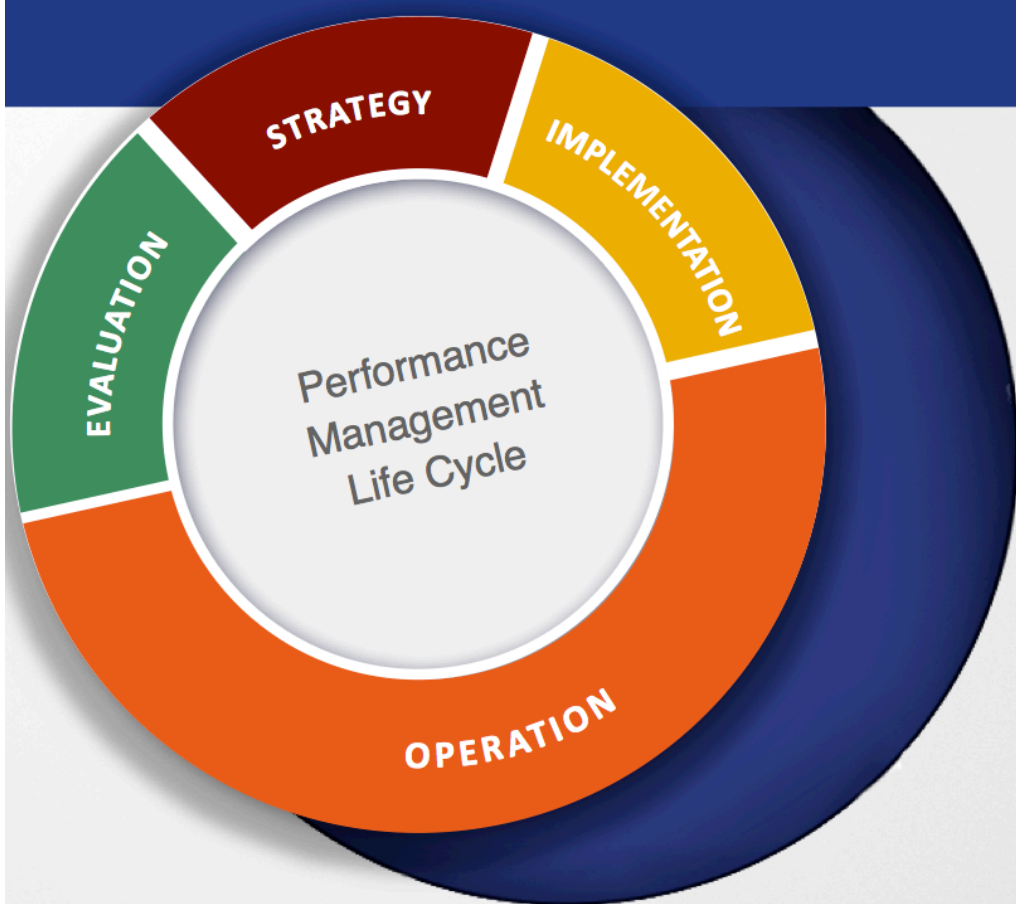 STRATEGY
IMPLEMENTATION
EVALUATION
Performance
Management
Life Cycle
OPERATION